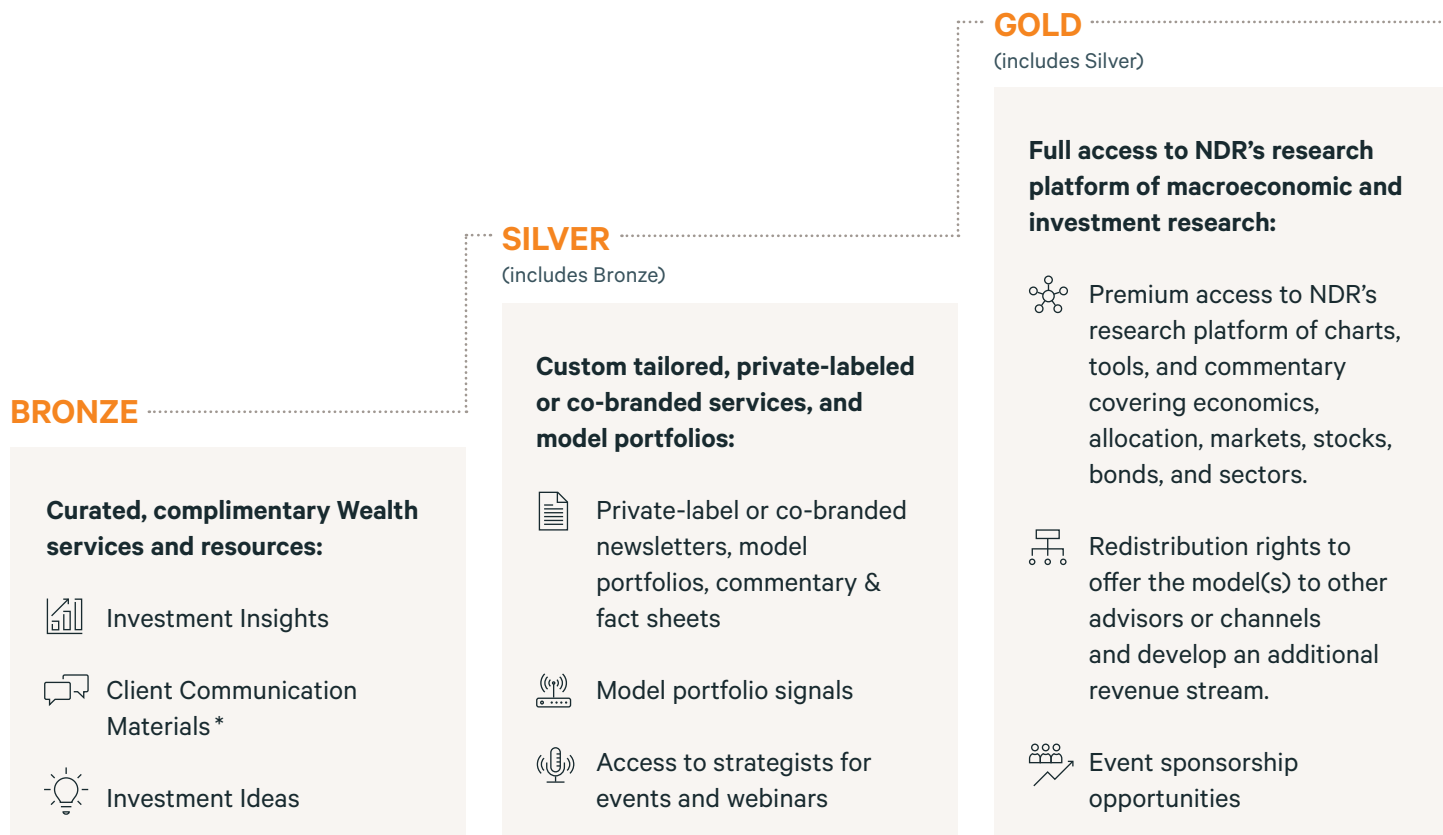 BRONZE
Curated, complimentary Wealth
services and resources:
Investment Insights
Client Communication
Materials *
Investment Ideas
SILVER
(includes Bronze)
Custom tailored, private-labeled
or co-branded services, and
model portfolios:
Private-label or co-branded
newsletters, model
portfolios, commentary &
fact sheets
Model portfolio signals
Access to strategists for
events and webinars
GOLD
(includes Silver)
Full access to NDR’s research
platform of macroeconomic and
investment research:
Premium access to NDR’s
research platform of charts,
tools, and commentary
covering economics,
allocation, markets, stocks,
bonds, and sectors.
Redistribution rights to
offer the model(s) to other
advisors or channels
and develop an additional
revenue stream.
Event sponsorship
opportunities